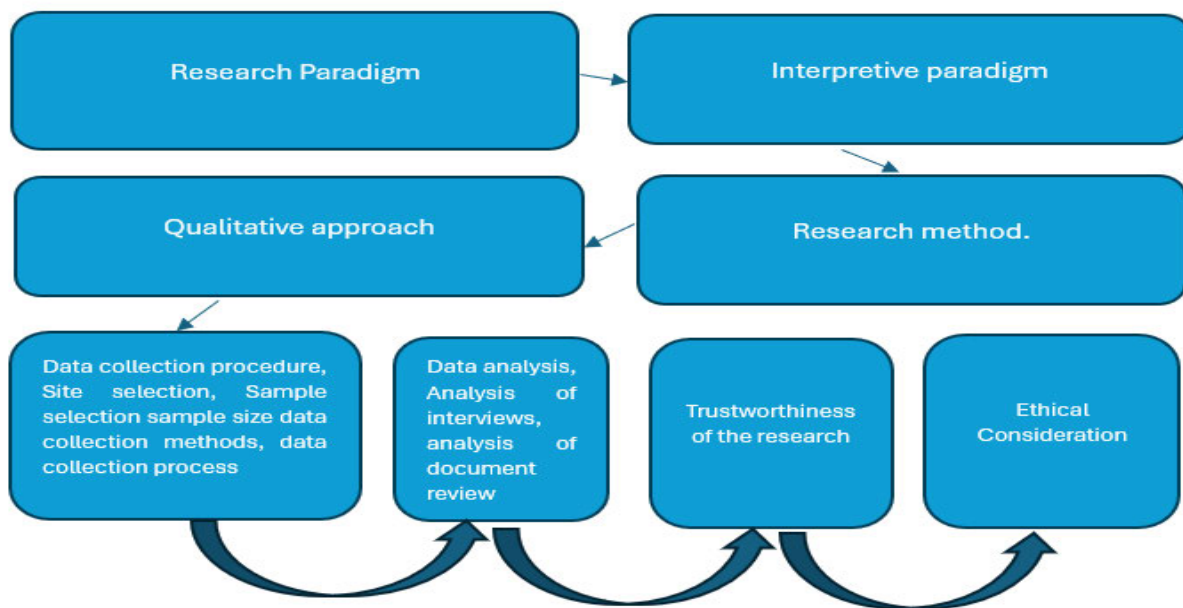 Research Paradigm
Interpretive paradigm
Research method.
Qualitative approach
Data collection procedure,
Site selection, Sample
selection sample size data
collection methods, data
collection process
Data analysis,
Analysis of
interviews,
analysis of
document
review
Trustworthiness
of the research
Ethical
Consideration